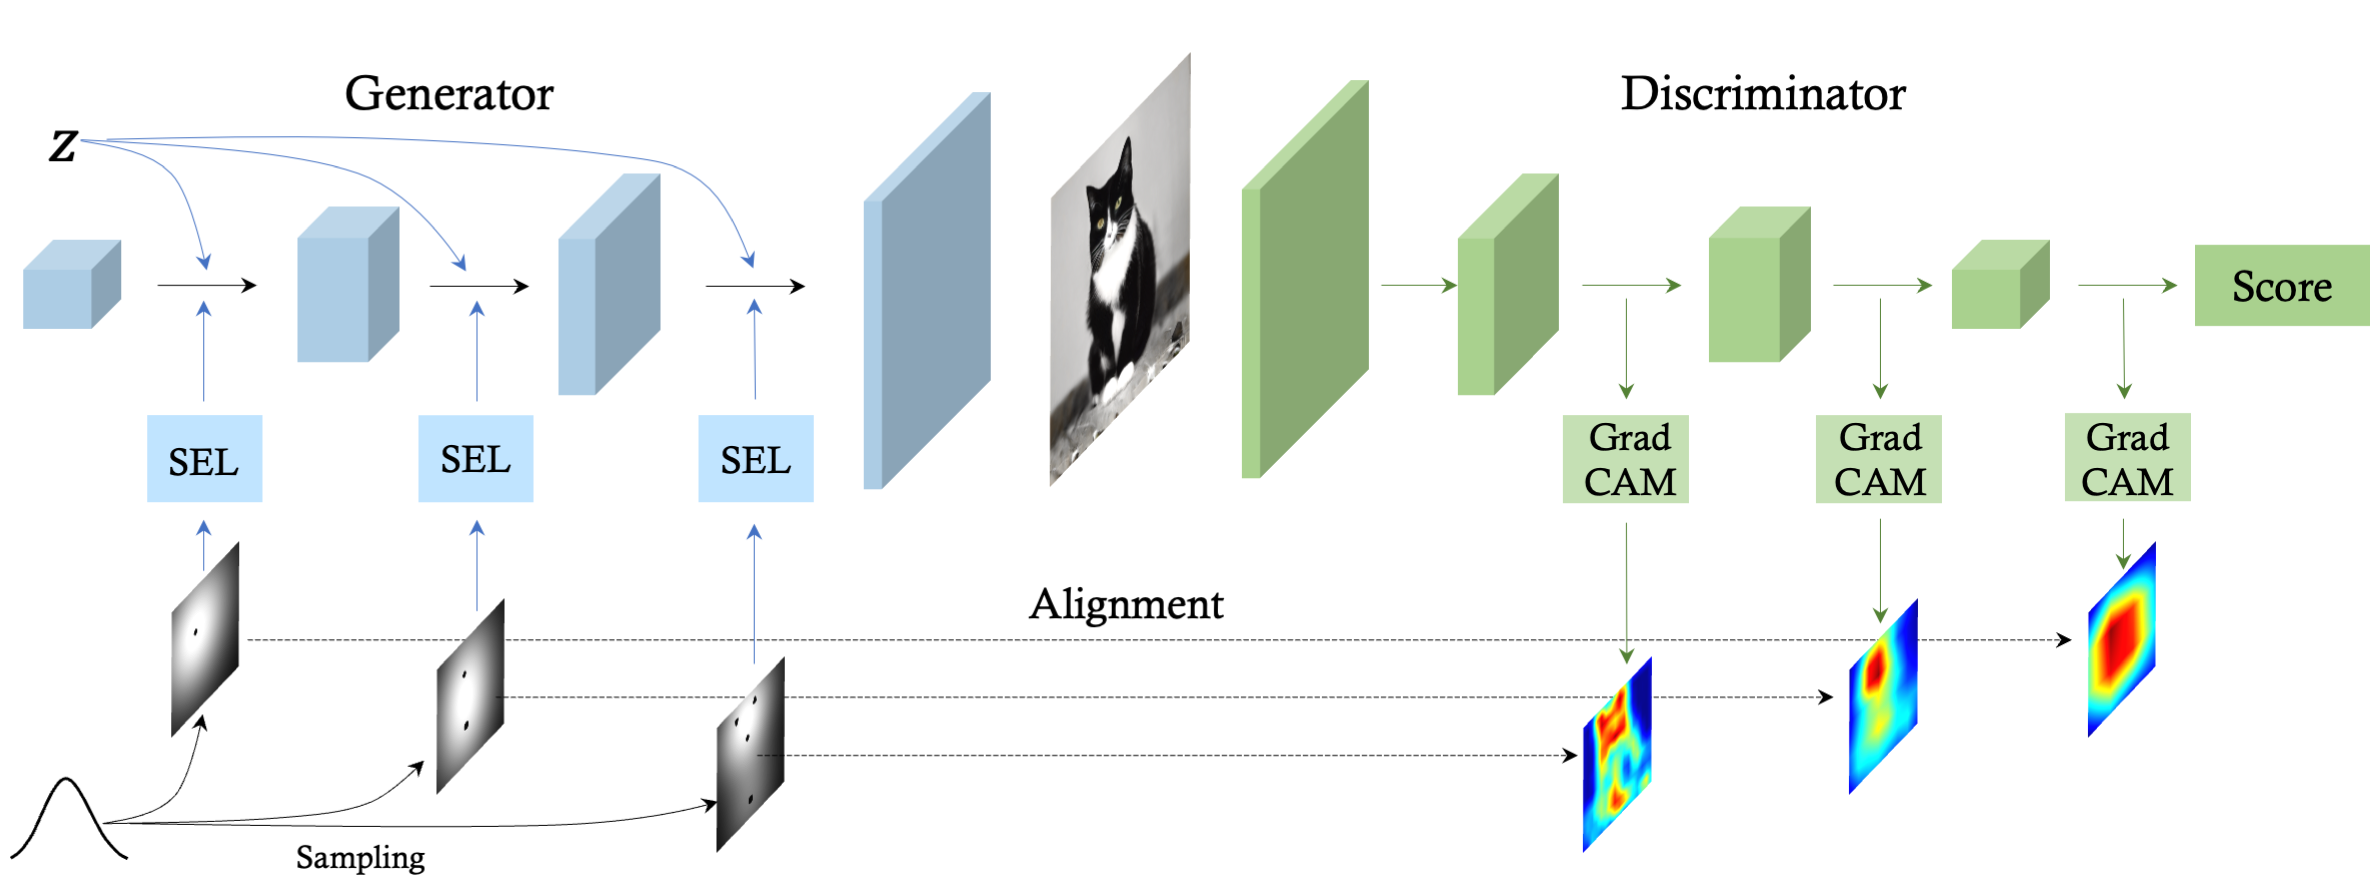 Generator
Discriminator
z
Score
SEL
SEL
SEL
Grad
CAM
Grad
CAM
Grad
CAM
Alignment
Sampling